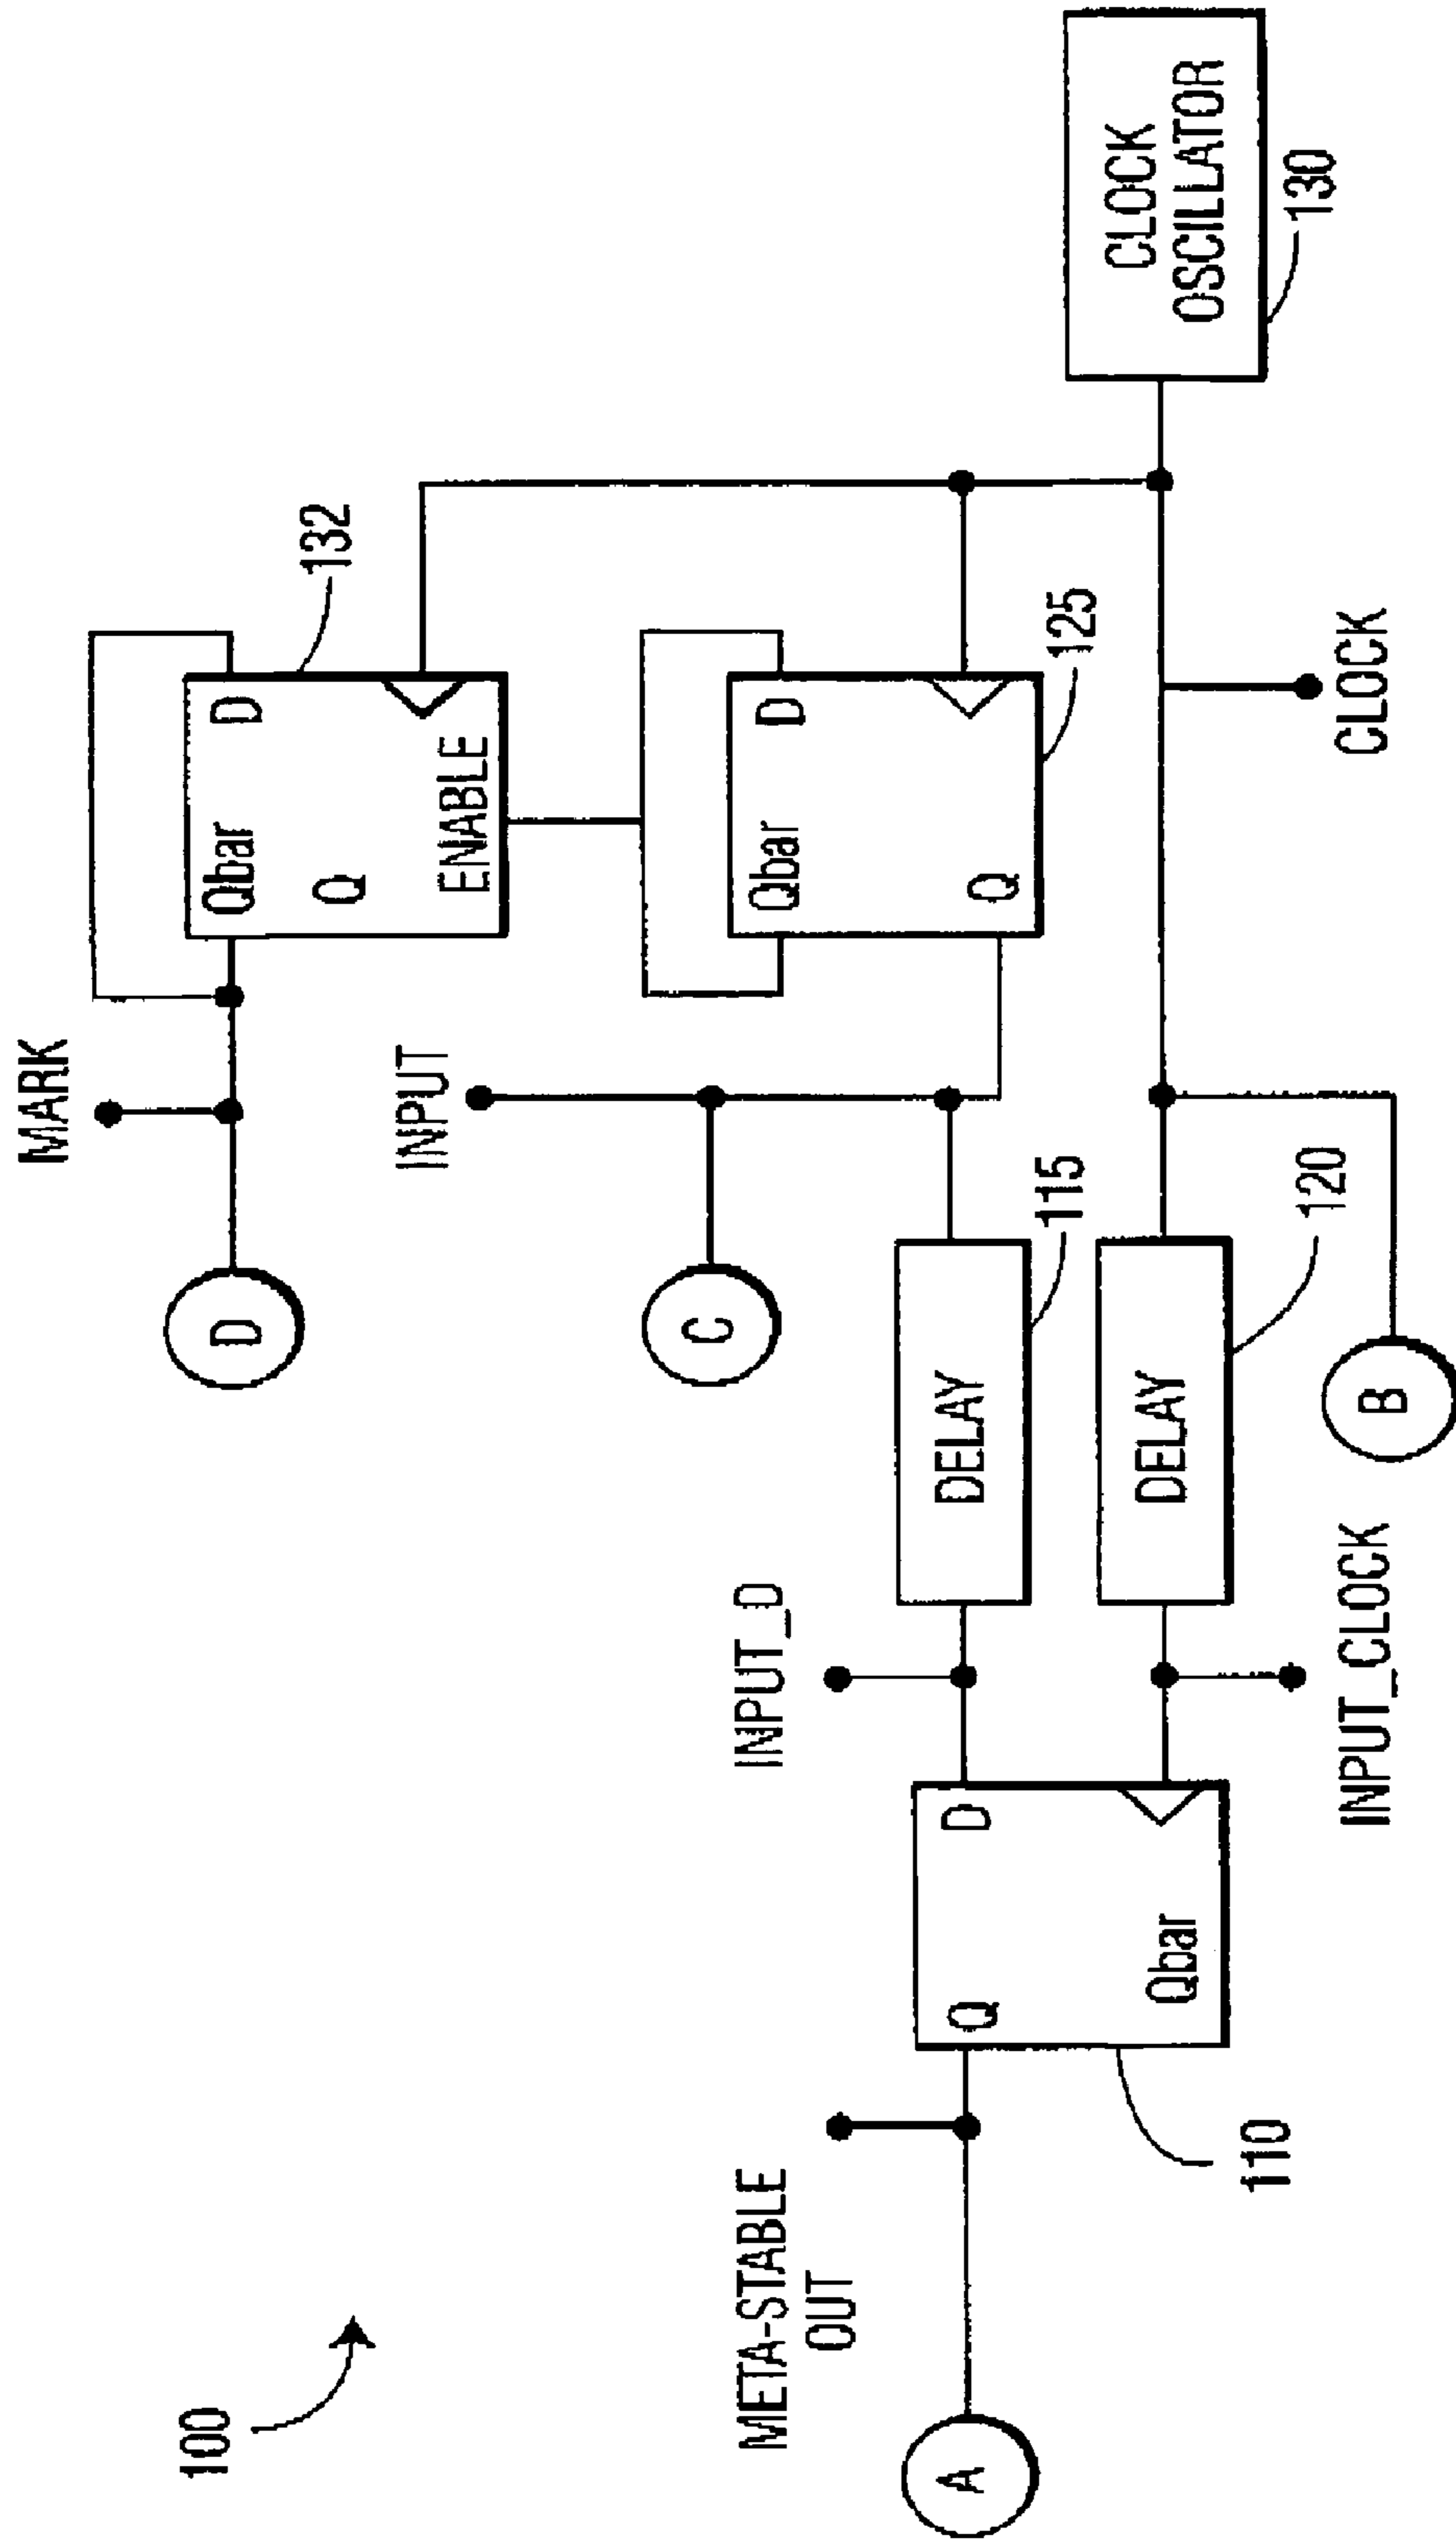 100
MARK
D
Qbar
D
Q
ENABLE
132
INPUT
C
Qbar
D
Q
125
META-STABLE
OUT
A
Q
D
Qbar
110
INPUT_D
DELAY
115
DELAY
120
INPUT_CLOCK
B
CLOCK
CLOCK
OSCILLATOR
130